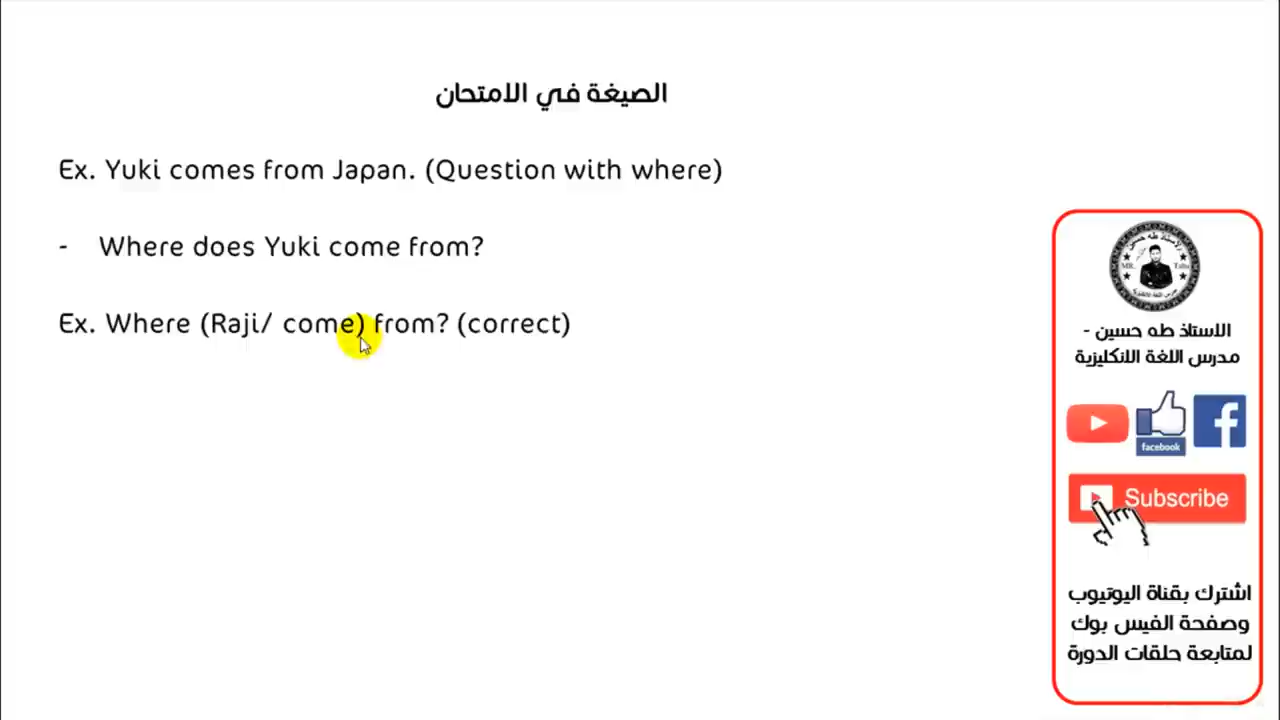 الصيغة في الامتحان
Ex. Yuki comes from Japan. (Question with where)
- Where does Yuki come from?
Ex. Where (Raji/ come) from? (correct)
الاستاذ طه حسين -
مدرس اللغة الانكليزية
facebook
Subscribe
اشترك بقناة اليوتيوب
وصفحة الفيس بوك
لمتابعة حلقات الدورة